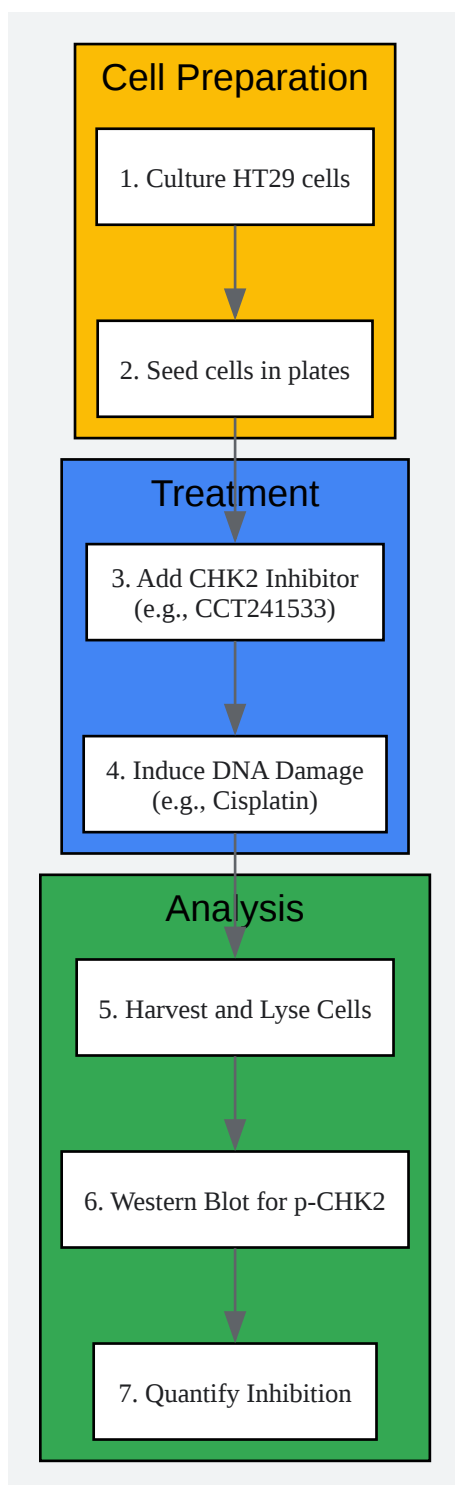 Cell Preparation
1. Culture HT29 cells
2. Seed cells in plates
Treatment
3. Add CHK2 Inhibitor
(e.g., CCT241533)
4. Induce DNA Damage
(e.g., Cisplatin)
Analysis
5. Harvest and Lyse Cells
6. Western Blot for p-CHK2
7. Quantify Inhibition